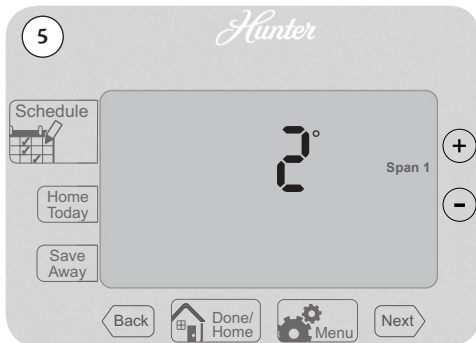 5
Hunter
Schedule
2°
Span 1
+
-
Home
Today
Save
Away
Back
Done/
Home
Menu
Next